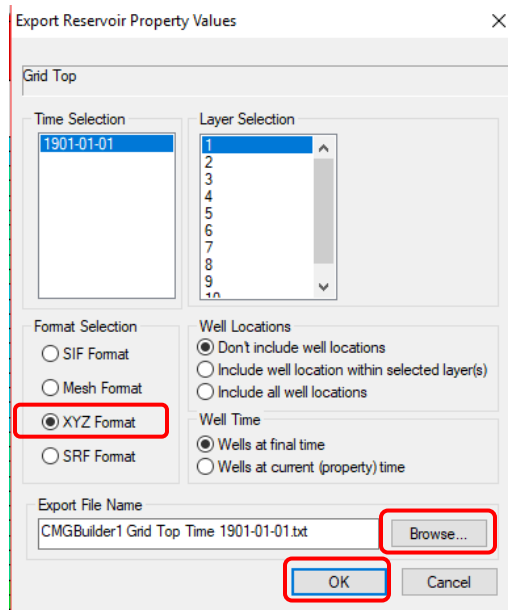 Export Reservoir Property Values
Grid Top
Time Selection
1901-01-01
Layer Selection
1
2
3
4
5
6
7
8
9
10
Format Selection
SIF Format
Mesh Format
XYZ Format
SRF Format
Well Locations
Don't include well locations
Include well location within selected layer(s)
Include all well locations
Well Time
Wells at final time
Wells at current (property) time
Export File Name
CMGBuilder1 Grid Top Time 1901-01-01.txt
Browse...
OK
Cancel